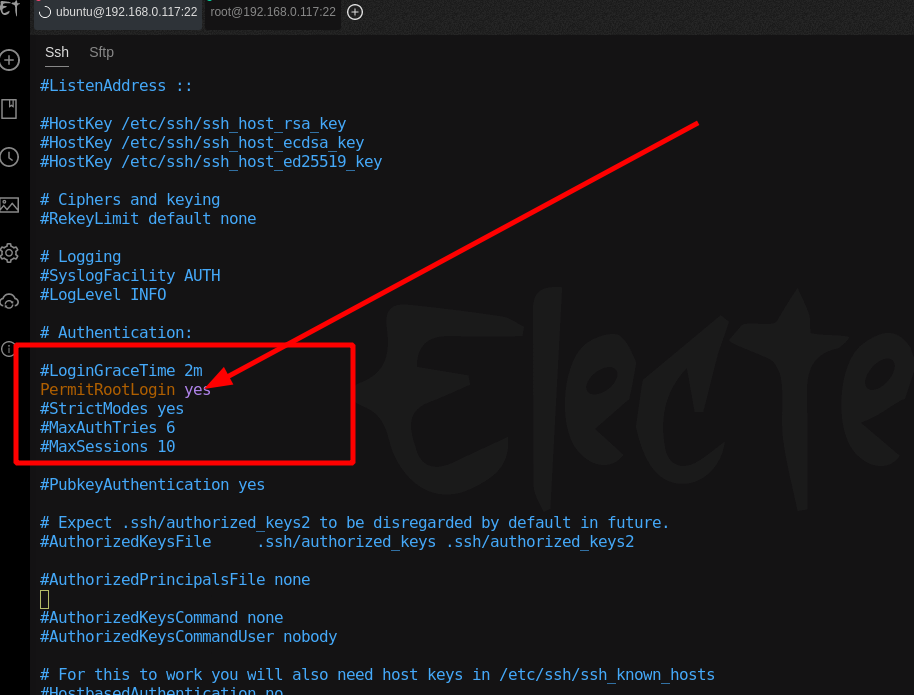 ubuntu@192.168.0.117:22 root@192.168.0.117:22
Ssh Sftp
#ListenAddress ::
#HostKey /etc/ssh/ssh_host_rsa_key
#HostKey /etc/ssh/ssh_host_ecdsa_key
#HostKey /etc/ssh/ssh_host_ed25519_key
# Ciphers and keying
#RekeyLimit default none
# Logging
#SyslogFacility AUTH
#LogLevel INFO
# Authentication:
#LoginGraceTime 2m
PermitRootLogin yes
#StrictModes yes
#MaxAuthTries 6
#MaxSessions 10
#PubkeyAuthentication yes
# Expect .ssh/authorized_keys2 to be disregarded by default in future.
#AuthorizedKeysFile     .ssh/authorized_keys .ssh/authorized_keys2
#AuthorizedPrincipalsFile none
#AuthorizedKeysCommand none
#AuthorizedKeysCommandUser nobody
# For this to work you will also need host keys in /etc/ssh/ssh_known_hosts
#HostbasedAuthentication no
Electe